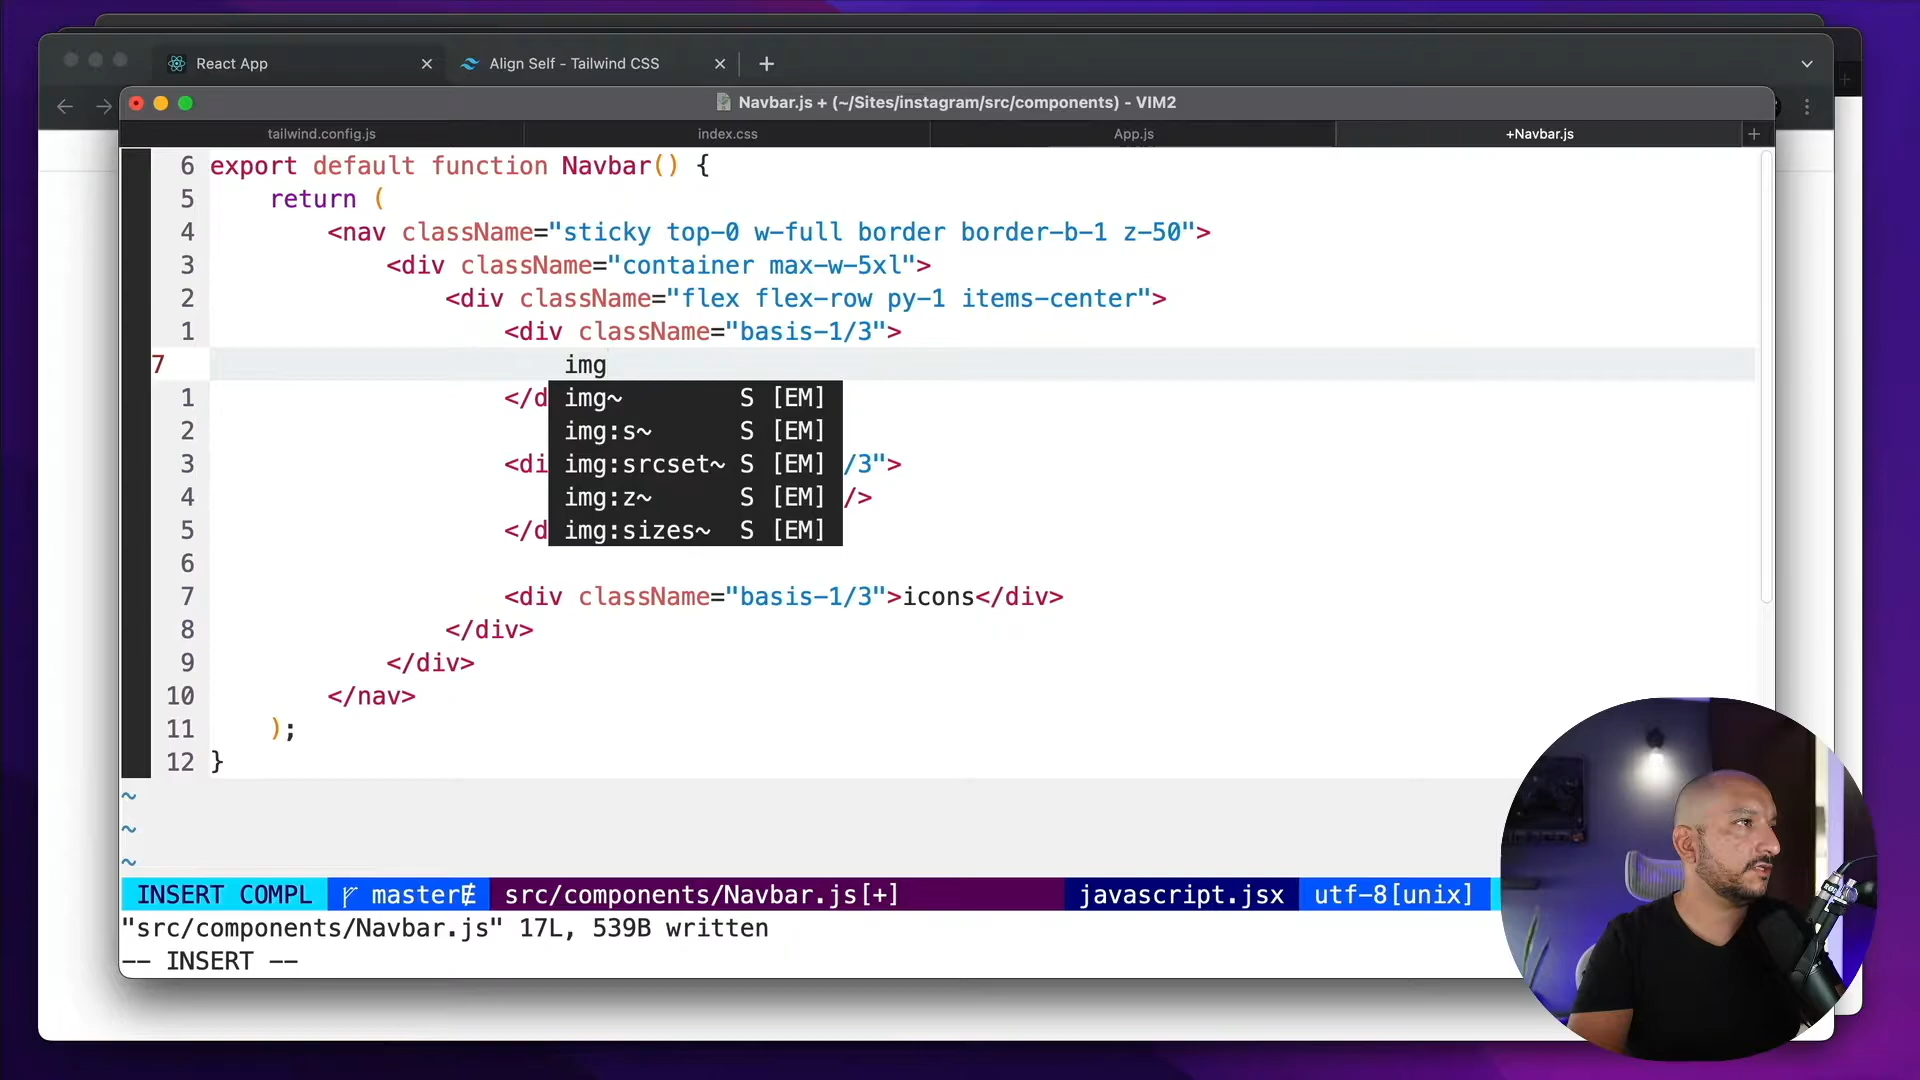 React App
Align Self - Tailwind CSS
Navbar.js + (~/Sites/instagram/src/components) - VIM2
tailwind.config.js
index.css
App.js
+Navbar.js
6 export default function Navbar() {
5 return (
4 <nav className="sticky top-0 w-full border border-b-1 z-50">
3 <div className="container max-w-5xl">
2 <div className="flex flex-row py-1 items-center">
1 <div className="basis-1/3">
7 img
1 </d img~ S [EM]
2 img:s~ S [EM]
3 <di img:srcset~ S [EM] /3">
4 img:z~ S [EM] />
5 </d img:sizes~ S [EM]
6
7 <div className="basis-1/3">icons</div>
8 </div>
9 </div>
10 </nav>
11 );
12 }
~
~
~
INSERT COMPL master src/components/Navbar.js[+] javascript.jsx utf-8[unix]
"src/components/Navbar.js" 17L, 539B written
-- INSERT --